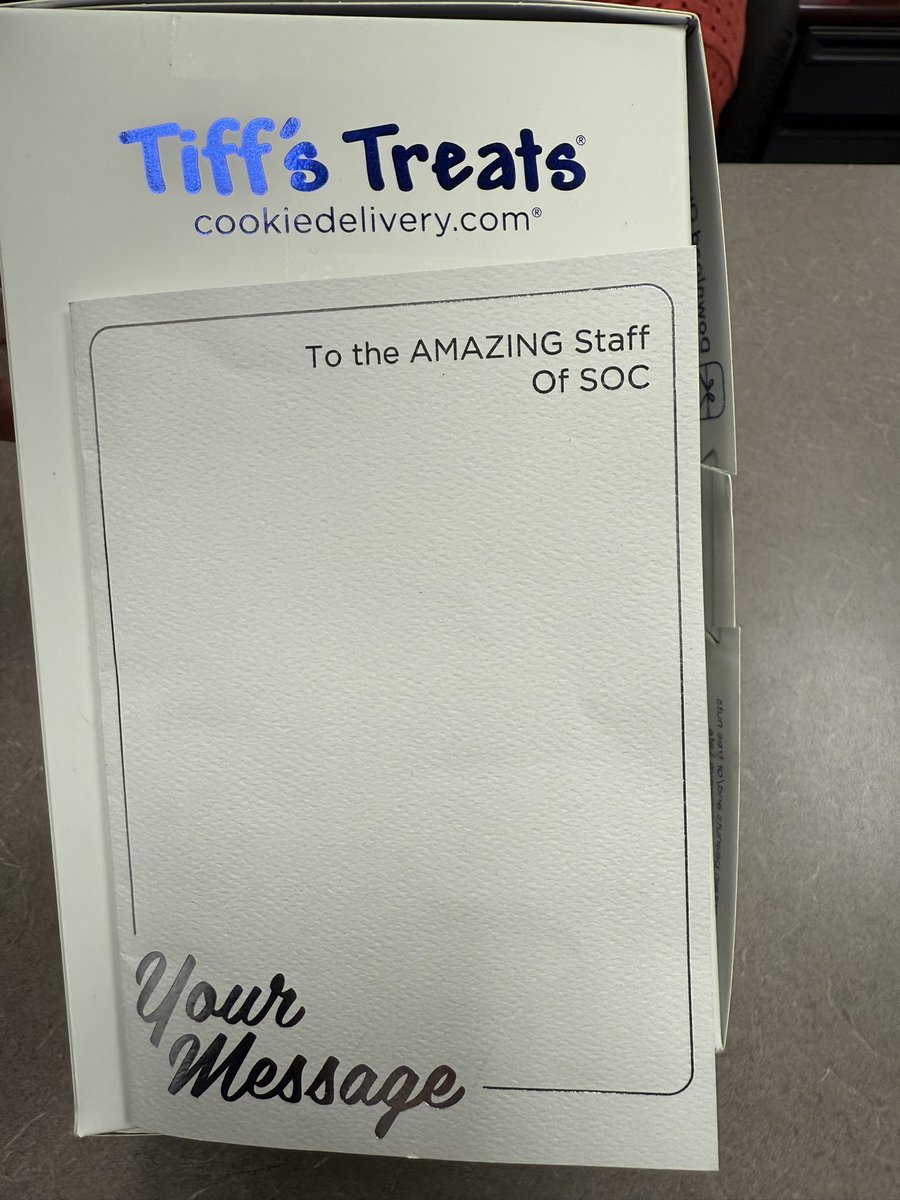 Tiff's Treats®
cookiedelivery.com®
To the AMAZING Staff
Of SOC
Your
Message